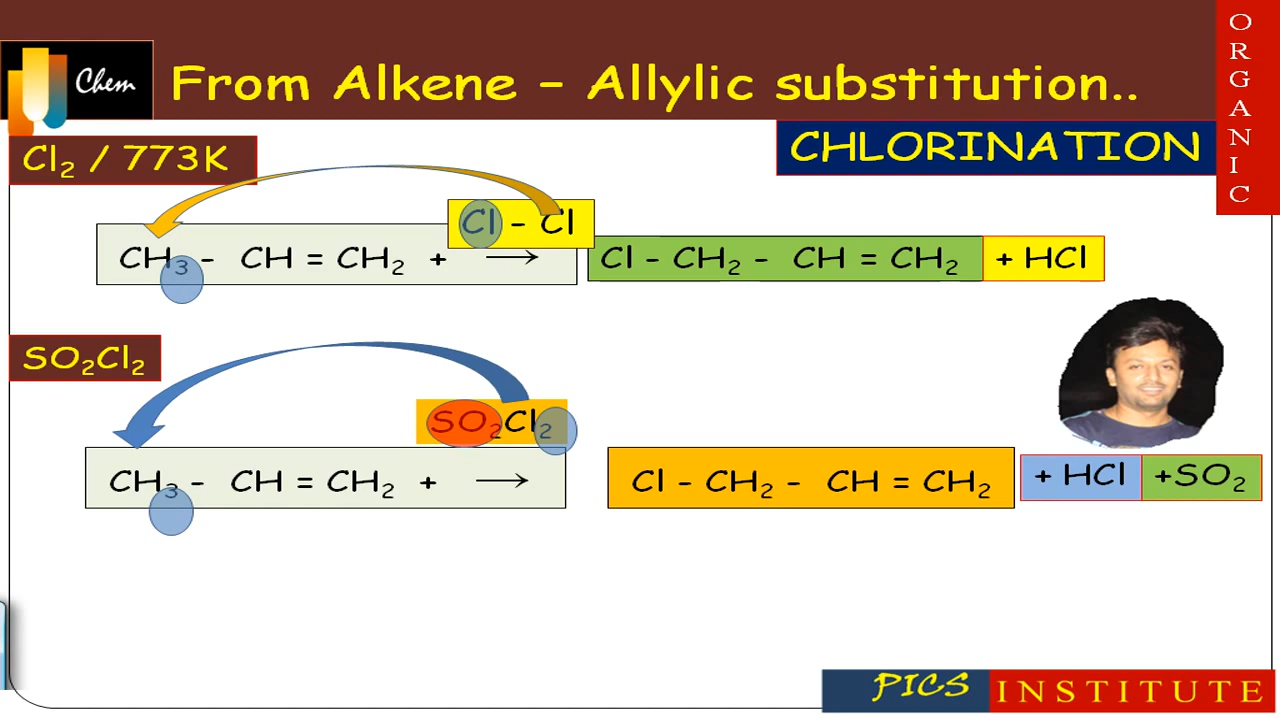 ORGANIC
Chem
From Alkene – Allylic substitution..
CHLORINATION
Cl₂ / 773K
Cl – Cl
CH₃ - CH = CH₂ + → Cl - CH₂ - CH = CH₂ + HCl
SO₂Cl₂
SO₂Cl₂
CH₃ - CH = CH₂ + → Cl - CH₂ - CH = CH₂ + HCl +SO₂
PICS INSTITUTE